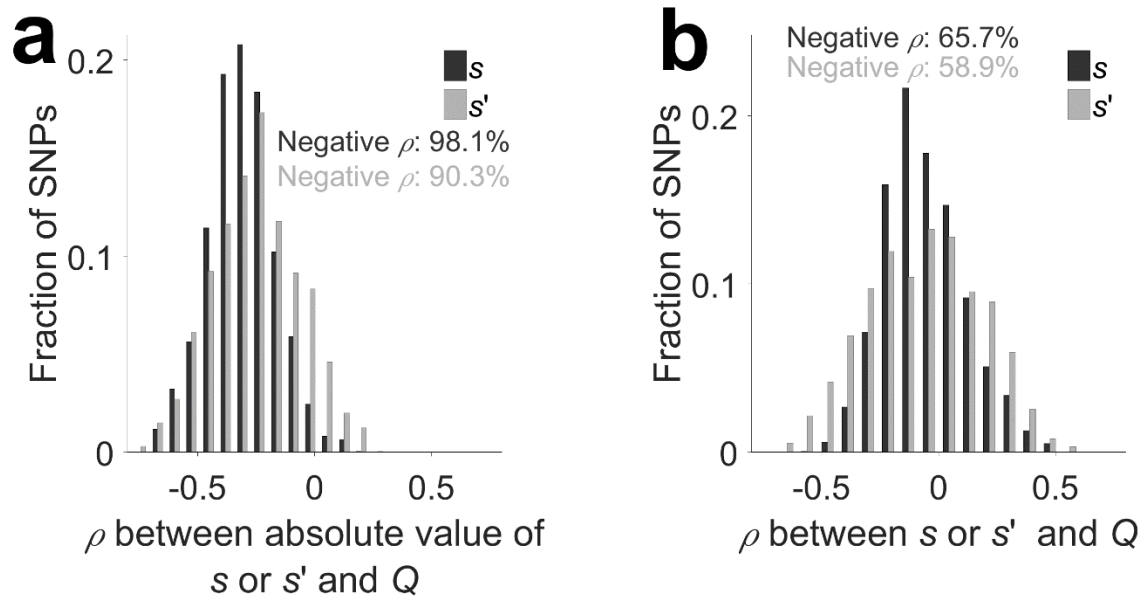 a
Fraction of SNPs
0.2
0.1
0
s
s'
Negative ρ: 98.1%
Negative ρ: 90.3%
-0.5 0 0.5
ρ between absolute value of
s or s' and Q
b
Fraction of SNPs
0.2
0.1
0
Negative ρ: 65.7%
Negative ρ: 58.9%
s
s'
-0.5 0 0.5
ρ between s or s' and Q